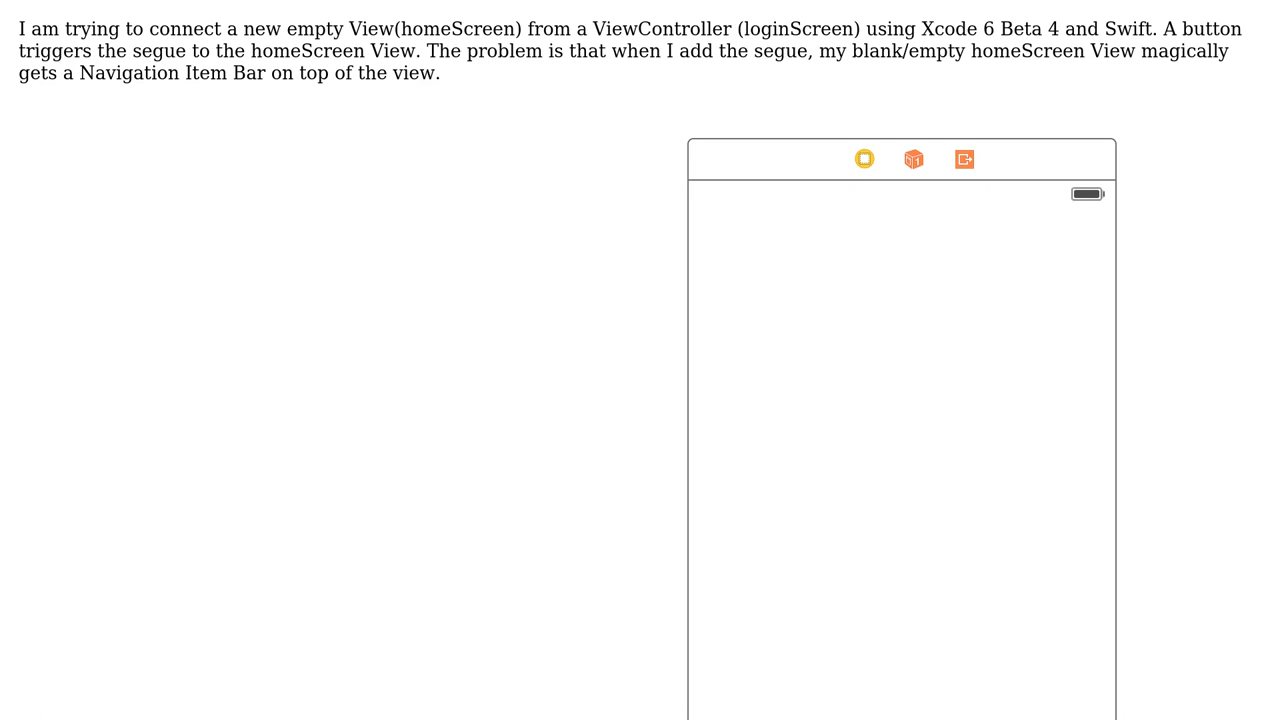 I am trying to connect a new empty View(homeScreen) from a ViewController (loginScreen) using Xcode 6 Beta 4 and Swift. A button
triggers the segue to the homeScreen View. The problem is that when I add the segue, my blank/empty homeScreen View magically
gets a Navigation Item Bar on top of the view.